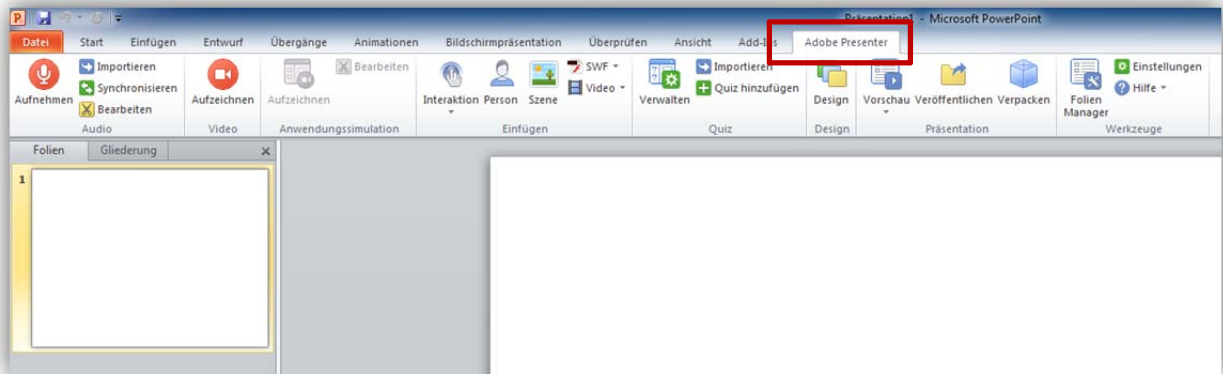 Präsentation1 - Microsoft PowerPoint
Datei Start Einfügen Entwurf Übergänge Animationen Bildschirmpräsentation Überprüfen Ansicht Add-Ins Adobe Presenter
Aufnehmen
Importieren
Synchronisieren
Bearbeiten
Audio
Aufzeichnen
Video
Aufzeichnen
Bearbeiten
Anwendungssimulation
Interaktion Person Szene
SWF
Video
Einfügen
Verwalten
Importieren
Quiz hinzufügen
Quiz
Design
Design
Vorschau Veröffentlichen Verpacken
Präsentation
Folien
Manager
Einstellungen
Hilfe
Werkzeuge
Folien Gliederung
1